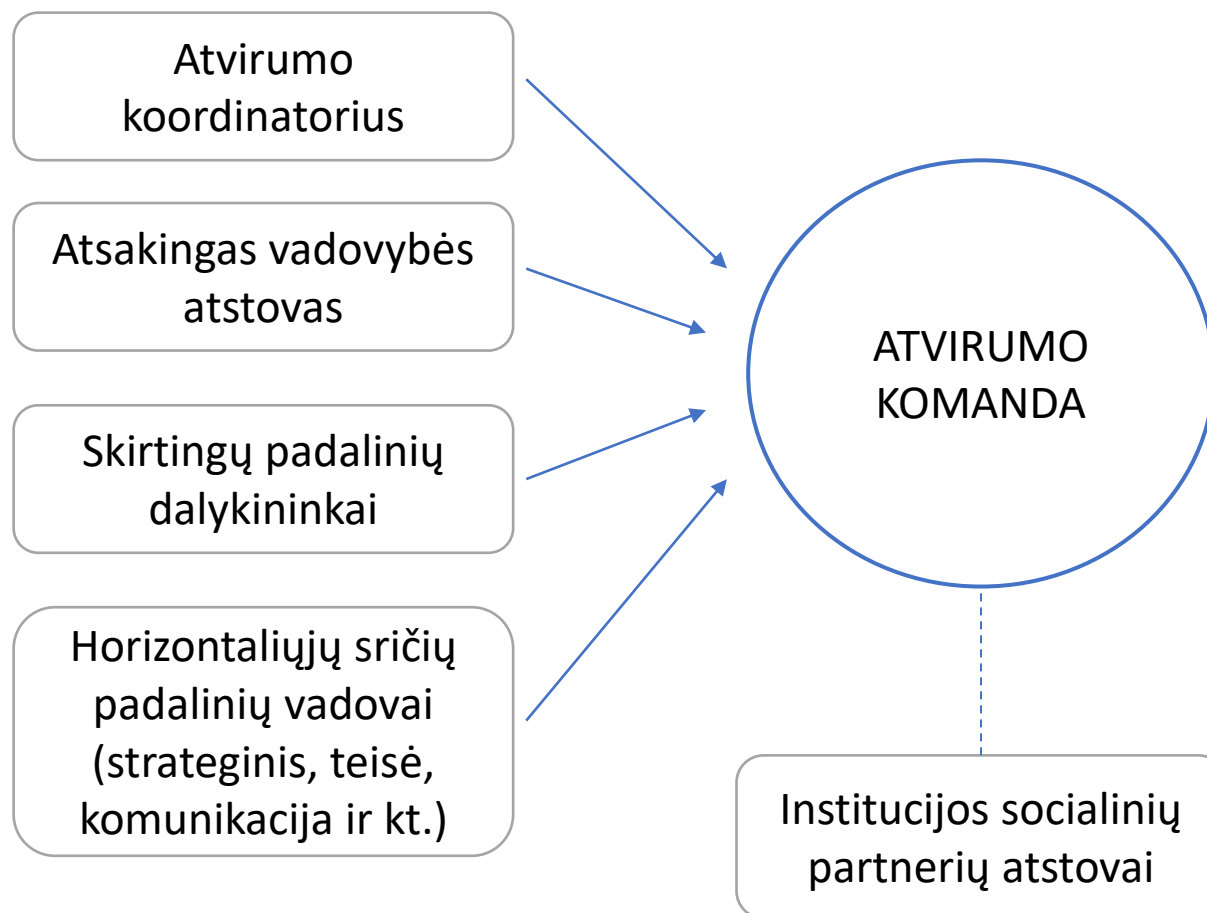 Atvirumo
koordinatorius
Atsakingas vadovybės
atstovas
Skirtingų padalinių
dalykininkai
Horizontaliųjų sričių
padalinių vadovai
(strateginis, teisė,
komunikacija ir kt.)
ATVIRUMO
KOMANDA
Institucijos socialinių
partnerių atstovai